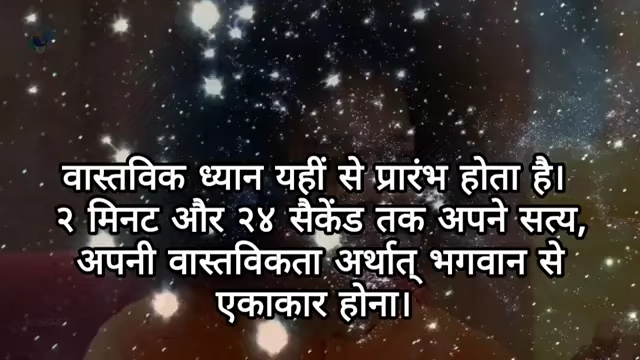 वास्तविक ध्यान यहीं से प्रारंभ होता है।
२ मिनट और २४ सैकेंड तक अपने सत्य,
अपनी वास्तविकता अर्थात् भगवान से
एकाकार होना।